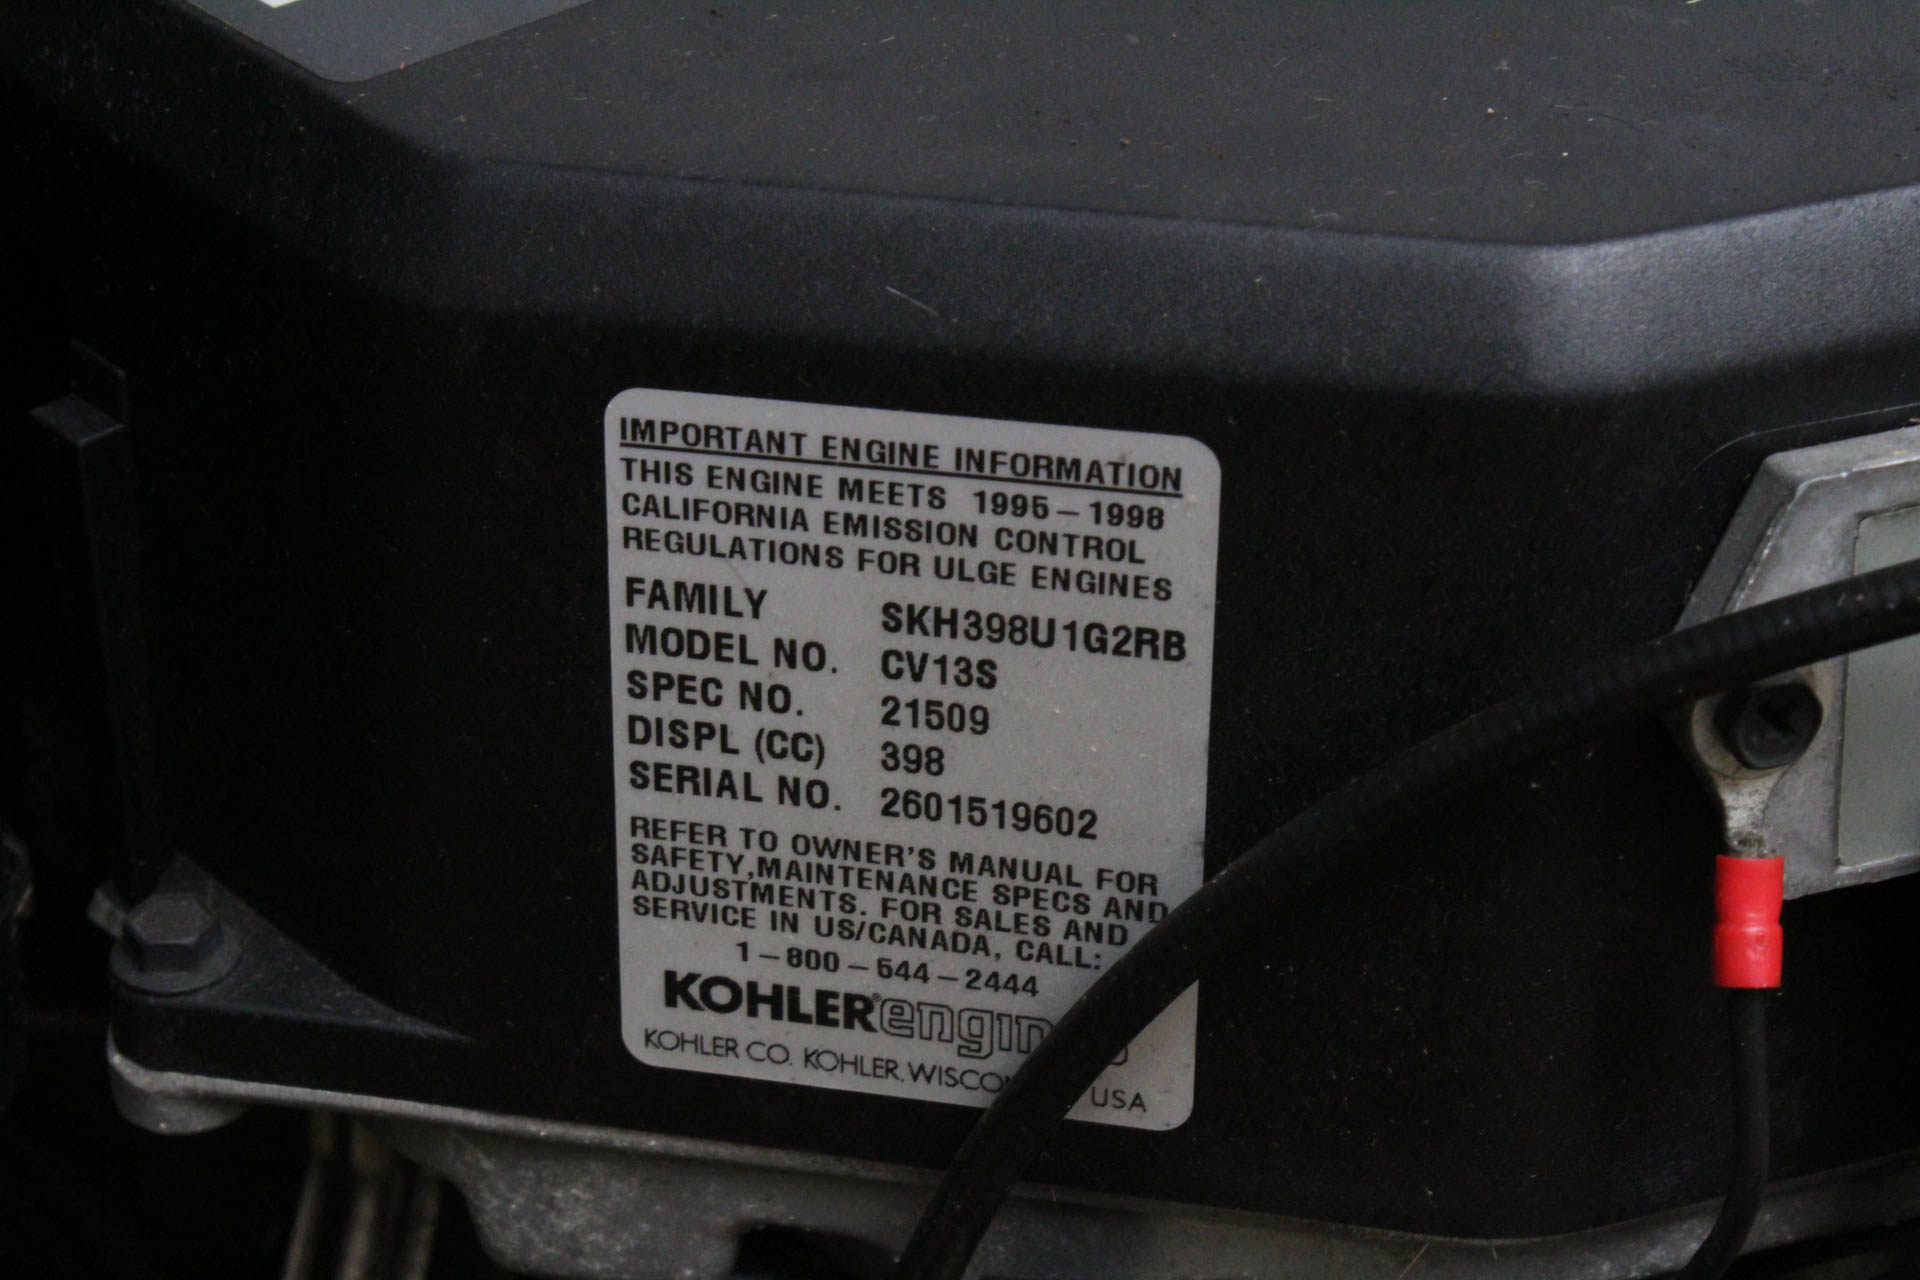 IMPORTANT ENGINE INFORMATION
THIS ENGINE MEETS 1995-1998
CALIFORNIA EMISSION CONTROL
REGULATIONS FOR ULGE ENGINES
FAMILY SKH398U1G2RB
MODEL NO. CV13S
SPEC NO. 21509
DISPL (CC) 398
SERIAL NO. 2601519602
REFER TO OWNER'S MANUAL FOR
SAFETY,MAINTENANCE SPECS AND
ADJUSTMENTS. FOR SALES AND
SERVICE IN US/CANADA, CALL:
1-800-544-2444
KOHLER®
KOHLER CO. KOHLER, USA